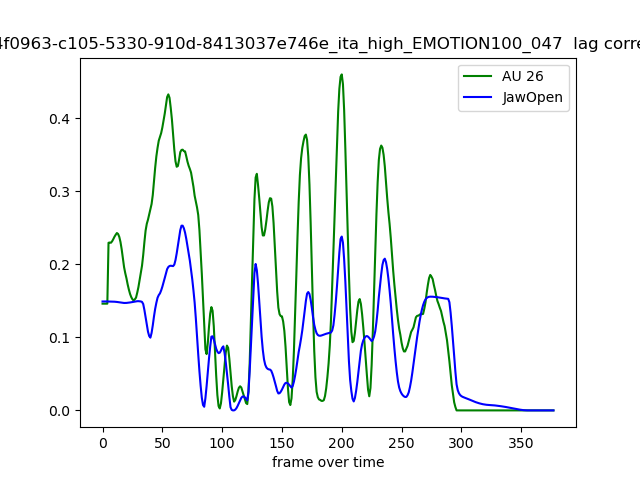 4f0963-c105-5330-910d-8413037e746e_ita_high_EMOTION100_047 lag corre
AU 26
JawOpen
0.4
0.3
0.2
0.1
0.0
0 50 100 150 200 250 300 350
frame over time